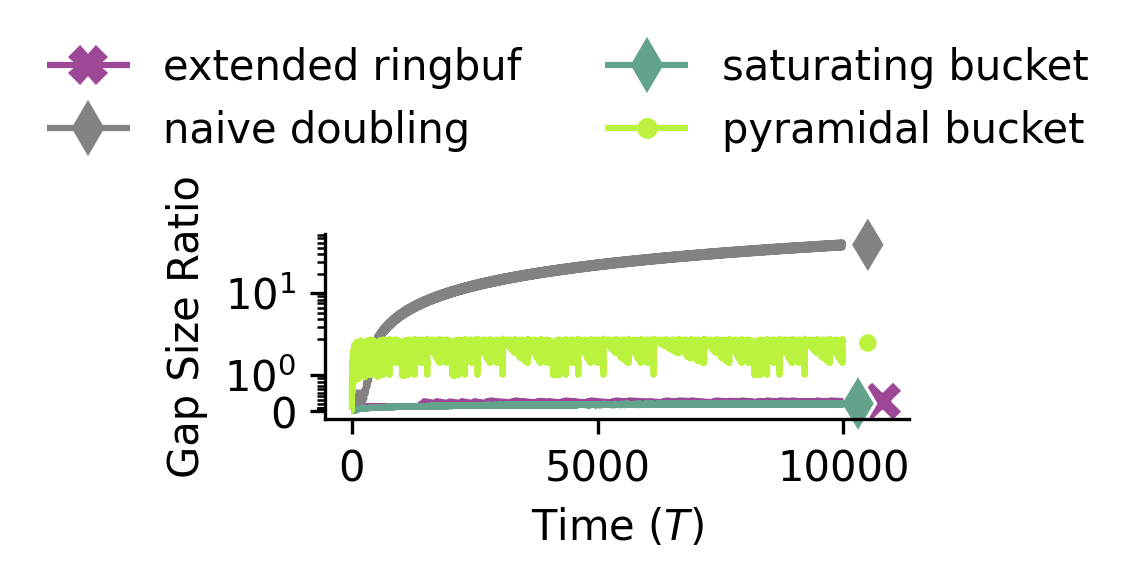 extended ringbuf
saturating bucket
naive doubling
pyramidal bucket
Gap Size Ratio
10¹
10⁰
0
0
5000
10000
Time (T)